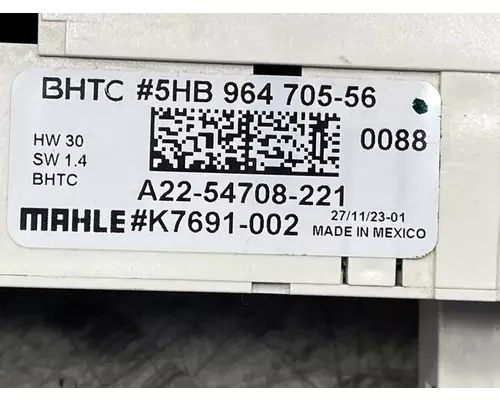 BHTC #5HB 964 705-56
HW 30
SW 1.4
BHTC
0088
A22-54708-221
MAHLE #K7691-002
27/11/23-01
MADE IN MEXICO